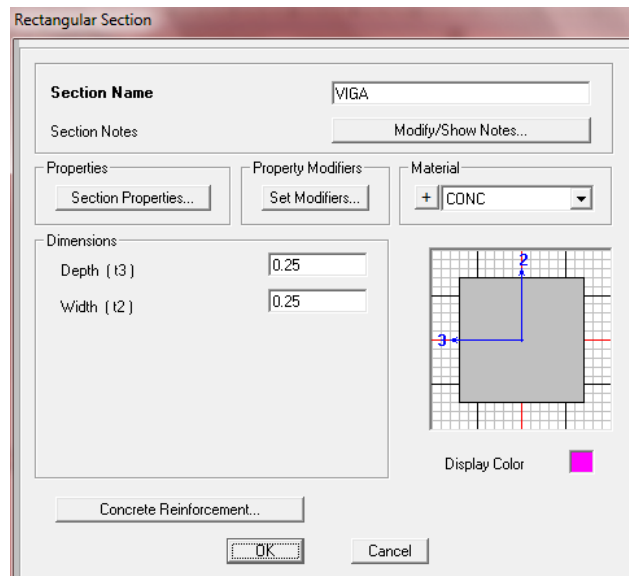 Rectangular Section
Section Name VIGA
Section Notes Modify/Show Notes...
Properties Property Modifiers Material
Section Properties... Set Modifiers... + CONC
Dimensions
Depth ( t3 ) 0.25
Width ( t2 ) 0.25
2
3
Display Color
Concrete Reinforcement...
OK Cancel